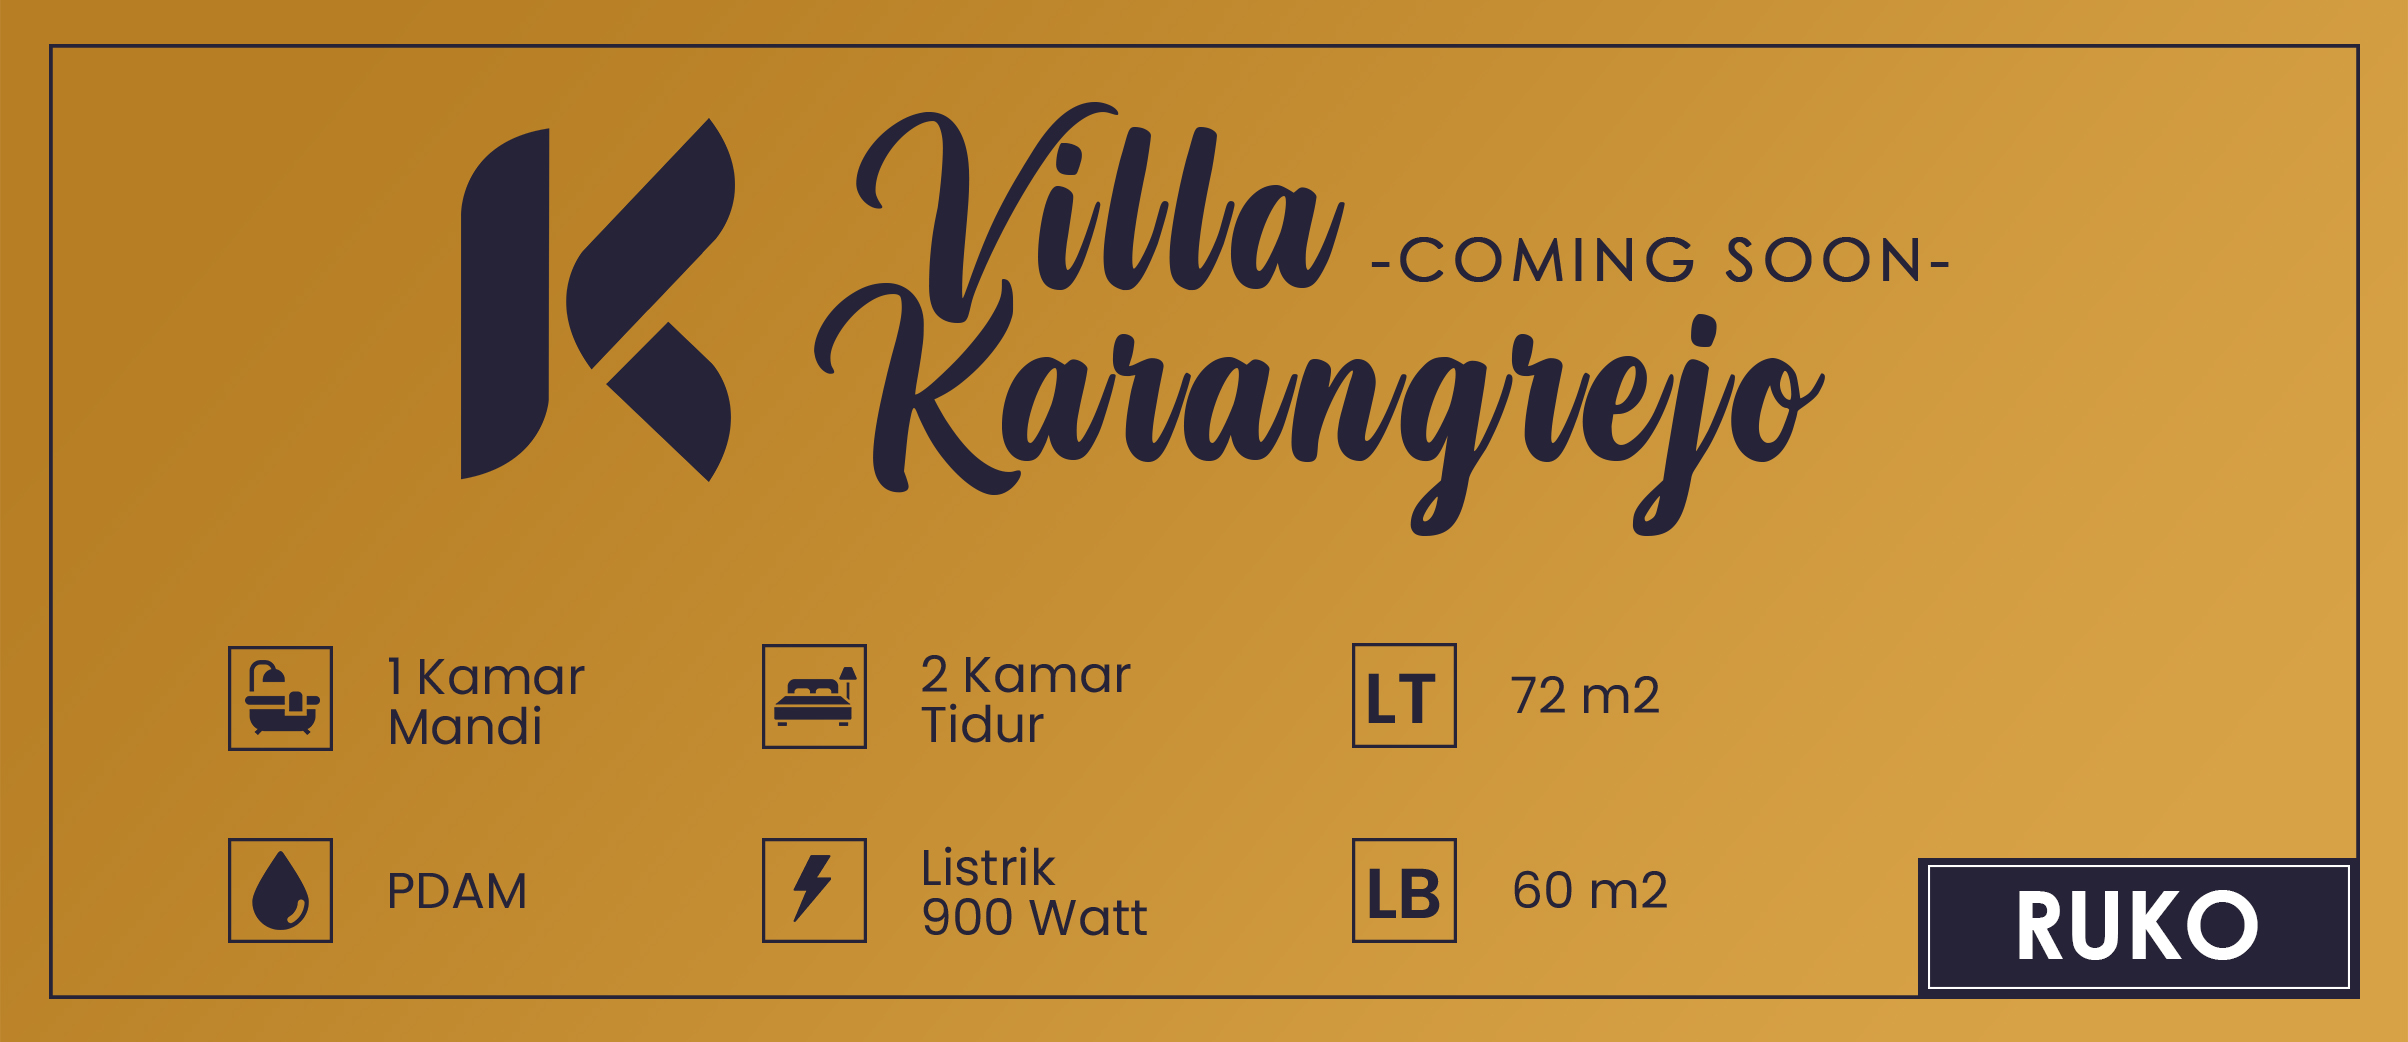 Villa
-COMING SOON-
Karangrejo
1 Kamar
Mandi
2 Kamar
Tidur
LT
72 m2
PDAM
Listrik
900 Watt
LB
60 m2
RUKO